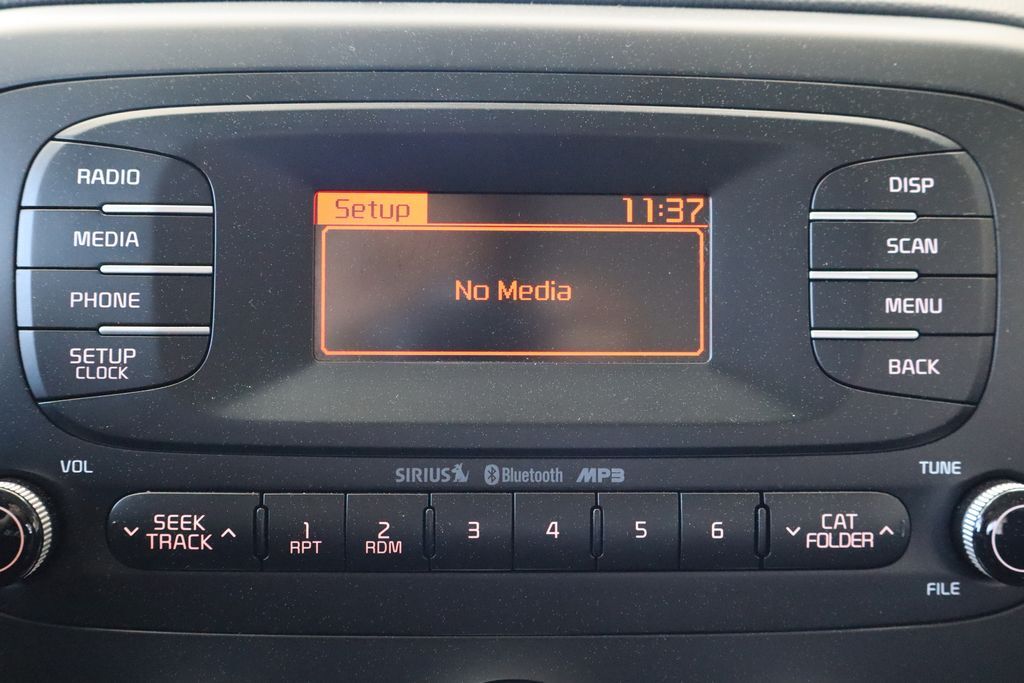 RADIO
MEDIA
PHONE
SETUP
CLOCK
Setup 11:37
No Media
DISP
SCAN
MENU
BACK
SIRIUS Bluetooth MP3
VOL
TUNE
SEEK
TRACK
1
RPT
2
RDM
3
4
5
6
CAT
FOLDER
FILE